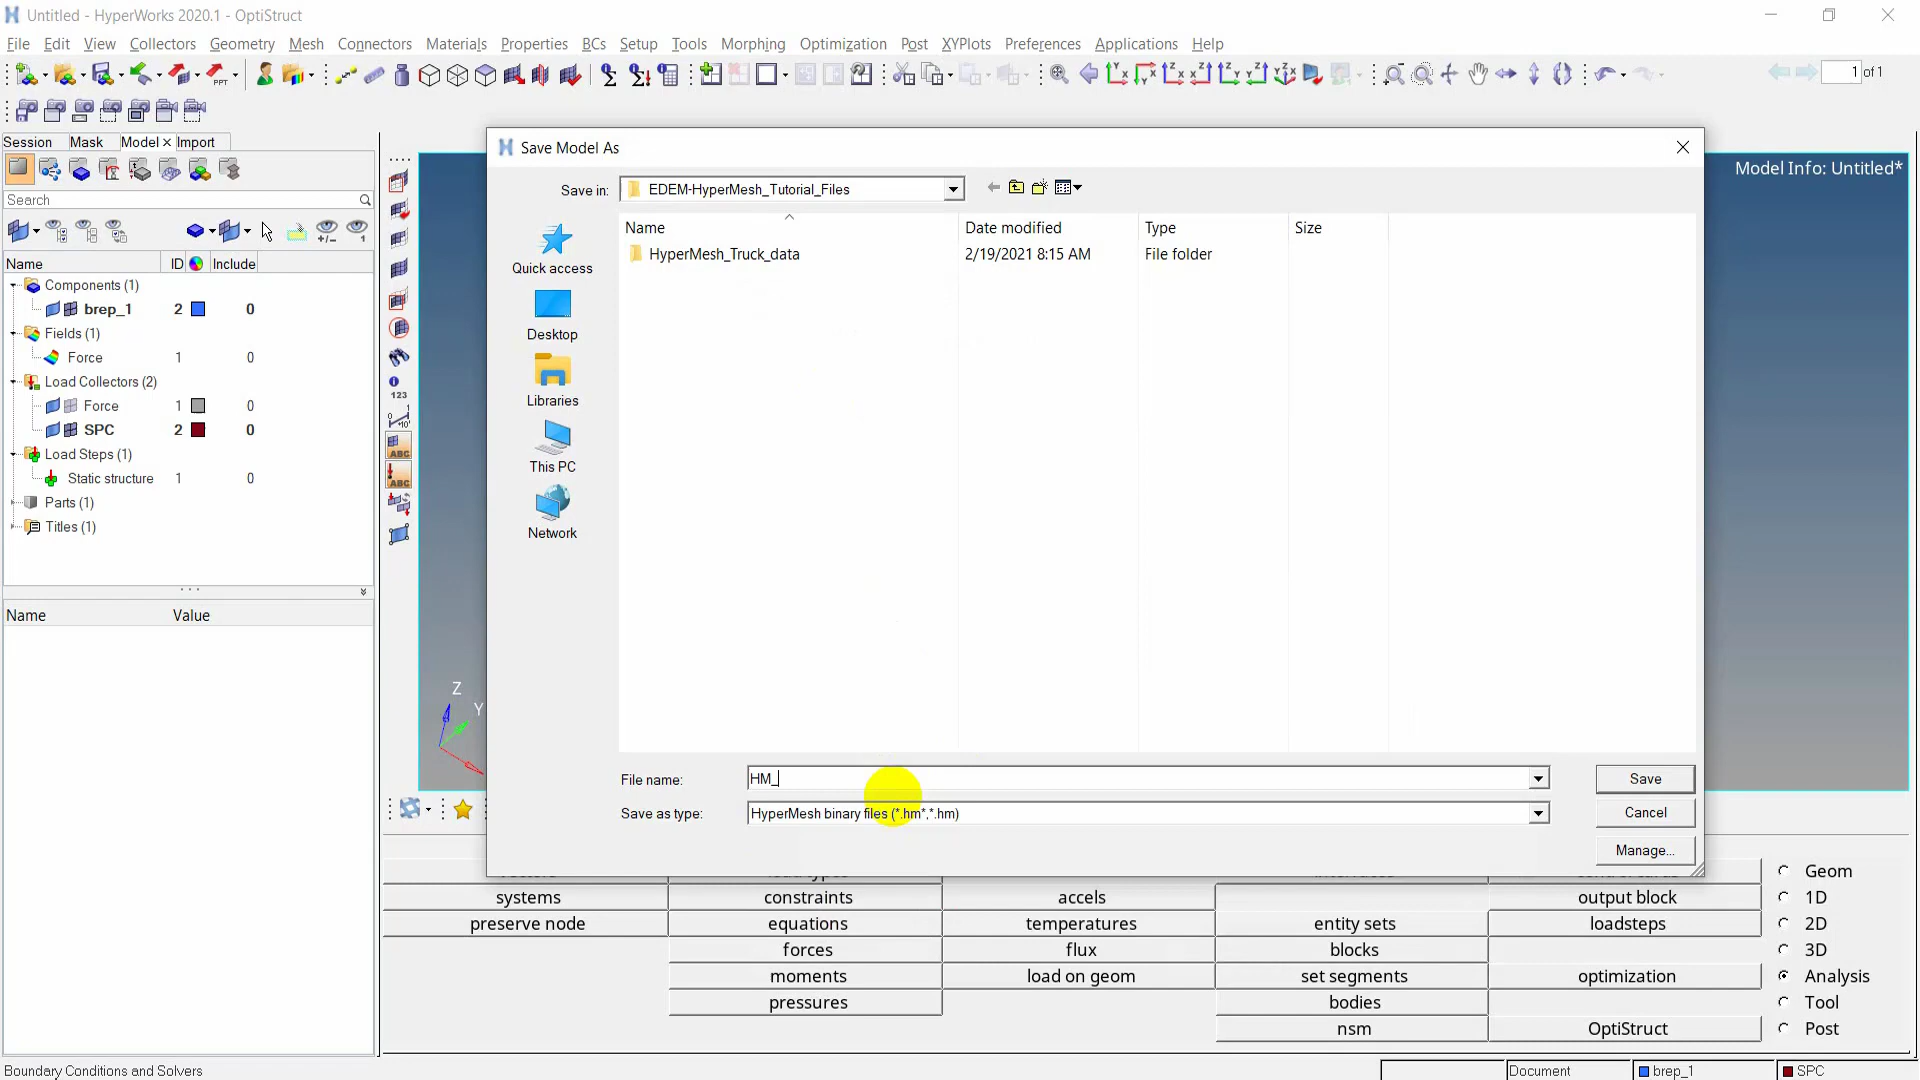 Untitled - HyperWorks 2020.1 - OptiStruct
File Edit View Collectors Geometry Mesh Connectors Materials Properties BCs Setup Tools Morphing Optimization Post XYPlots Preferences Applications Help
1 of 1
Session Mask Model Import
Search
Name ID Include
Components (1)
brep_1 2 0
Fields (1)
Force 1 0
Load Collectors (2)
Force 1 0
SPC 2 0
Load Steps (1)
Static structure 1 0
Parts (1)
Titles (1)
Name Value
123
ABC
ABC
Model Info: Untitled*
Z
Y
Save Model As
Save in: EDEM-HyperMesh_Tutorial_Files
Name Date modified Type Size
HyperMesh_Truck_data 2/19/2021 8:15 AM File folder
Quick access
Desktop
Libraries
This PC
Network
File name: HM_ Save
Save as type: HyperMesh binary files (*.hm*,*.hm) Cancel
Manage...
Geom
systems constraints accels output block 1D
preserve node equations temperatures entity sets loadsteps 2D
forces flux blocks 3D
moments load on geom set segments optimization Analysis
pressures bodies Tool
nsm OptiStruct Post
Boundary Conditions and Solvers Document brep_1 SPC